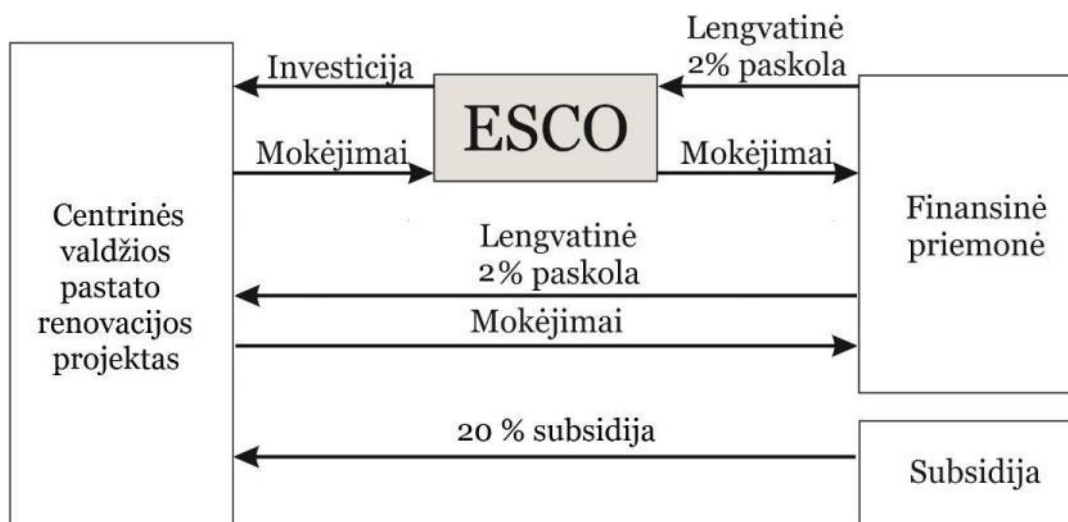 Lengvatinė
2% paskola
Investicija
ESCO
Mokėjimai
Mokėjimai
Centrinės
valdžios
pastato
renovacijos
projektas
Finansinė
priemonė
Lengvatinė
2% paskola
Mokėjimai
20 % subsidija
Subsidija